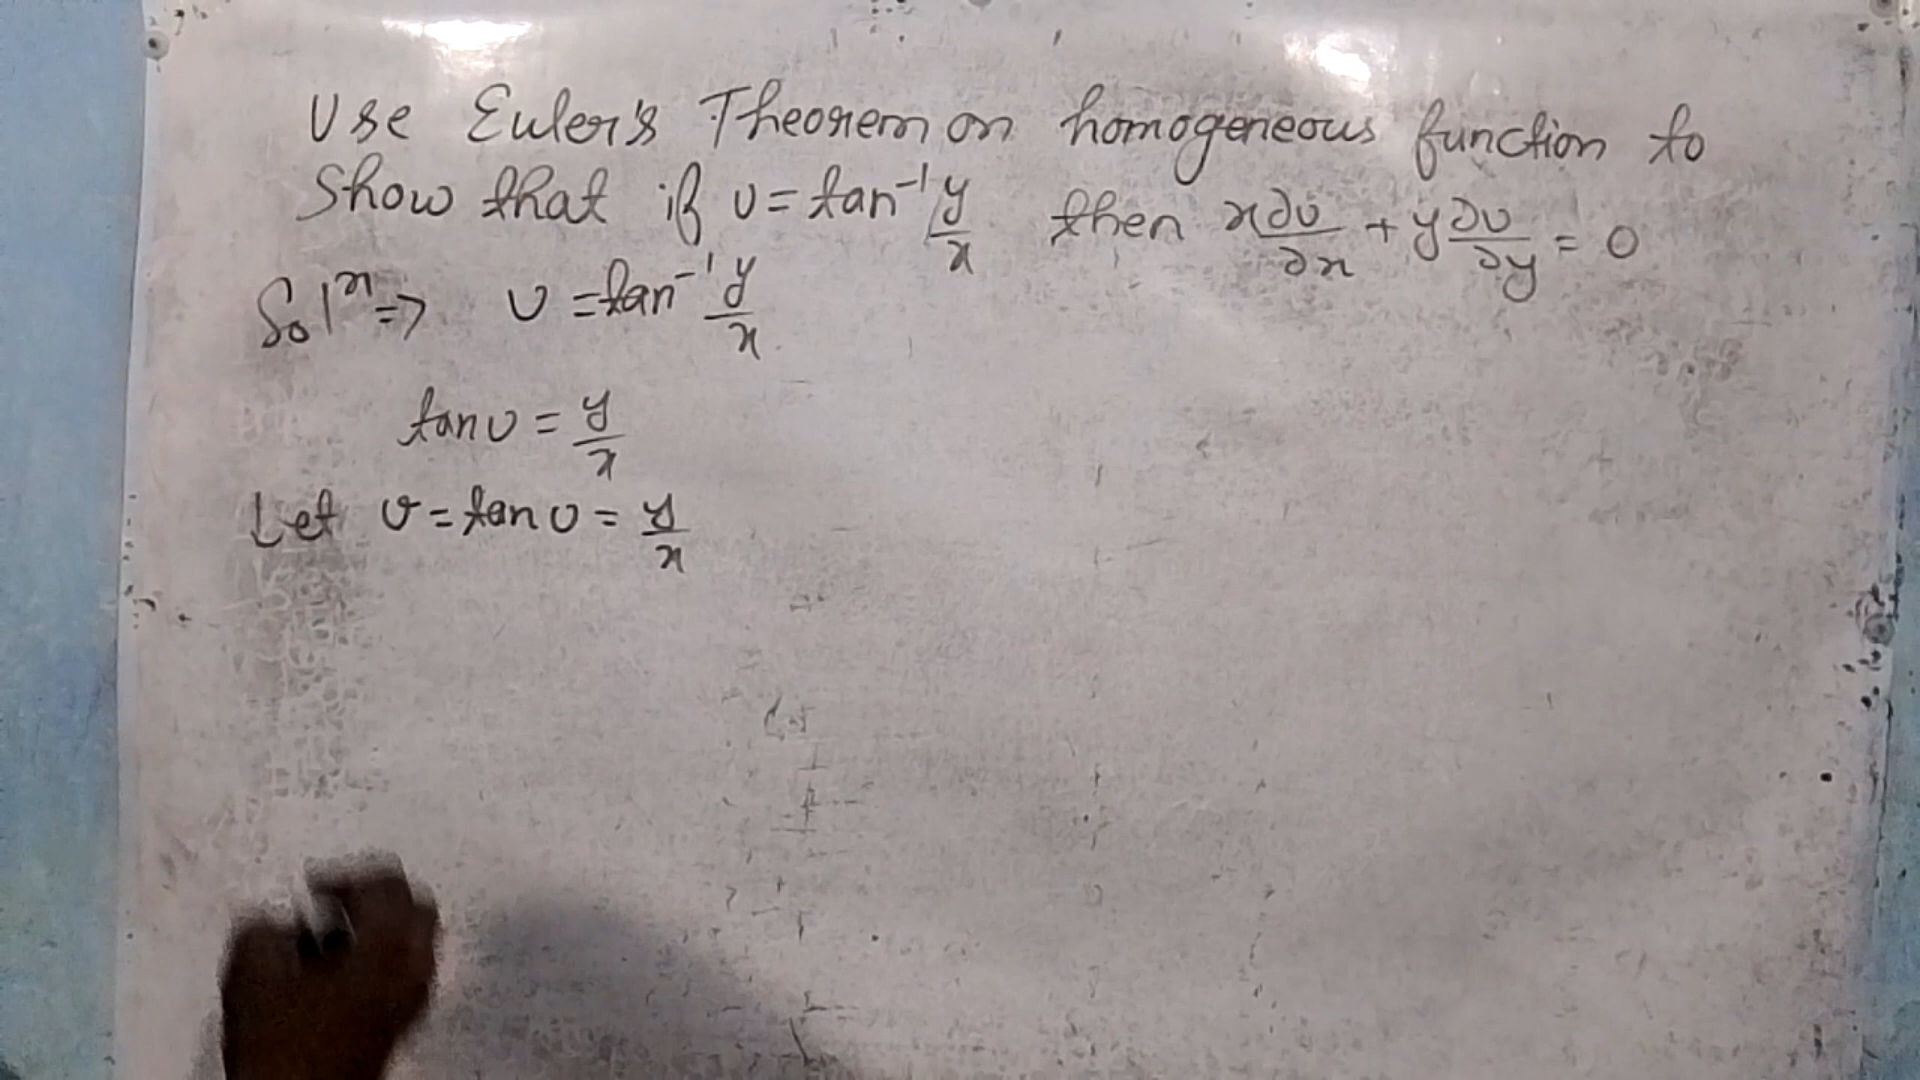 Use Euler's Theorem on homogeneous function to
Show that if u = tan⁻¹ y/x then x ∂u/∂x + y ∂u/∂y = 0
Solⁿ => u = tan⁻¹ y/x
tan u = y/x
Let v = tan u = y/x